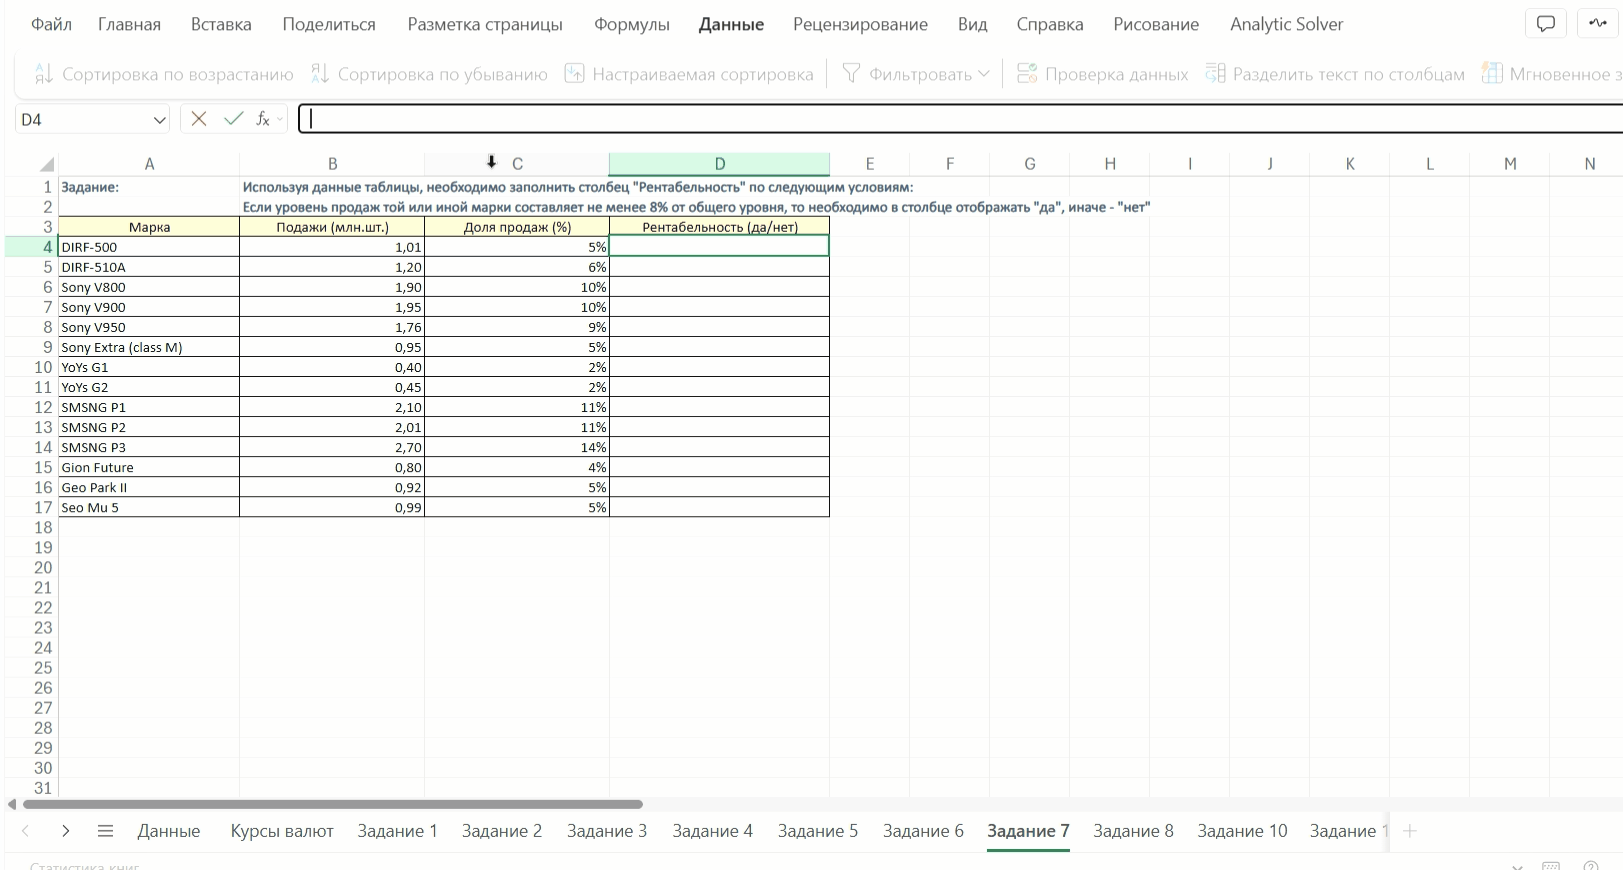 Файл Главная Вставка Поделиться Разметка страницы Формулы Данные Рецензирование Вид Справка Рисование Analytic Solver
Сортировка по возрастанию Сортировка по убыванию Настраиваемая сортировка Фильтровать Проверка данных Разделить текст по столбцам Мгновенное з
D4 fx
A B C D E F G H I J K L M N
1 Задание: Используя данные таблицы, необходимо заполнить столбец "Рентабельность" по следующим условиям:
2 Если уровень продаж той или иной марки составляет не менее 8% от общего уровня, то необходимо в столбце отображать "да", иначе - "нет"
3 Марка Подажи (млн.шт.) Доля продаж (%) Рентабельность (да/нет)
4 DIRF-500 1,01 5%
5 DIRF-510A 1,20 6%
6 Sony V800 1,90 10%
7 Sony V900 1,95 10%
8 Sony V950 1,76 9%
9 Sony Extra (class M) 0,95 5%
10 YoYs G1 0,40 2%
11 YoYs G2 0,45 2%
12 SMSNG P1 2,10 11%
13 SMSNG P2 2,01 11%
14 SMSNG P3 2,70 14%
15 Gion Future 0,80 4%
16 Geo Park II 0,92 5%
17 Seo Mu 5 0,99 5%
18
19
20
21
22
23
24
25
26
27
28
29
30
31
Данные Курсы валют Задание 1 Задание 2 Задание 3 Задание 4 Задание 5 Задание 6 Задание 7 Задание 8 Задание 10 Задание 1
Статистика книг